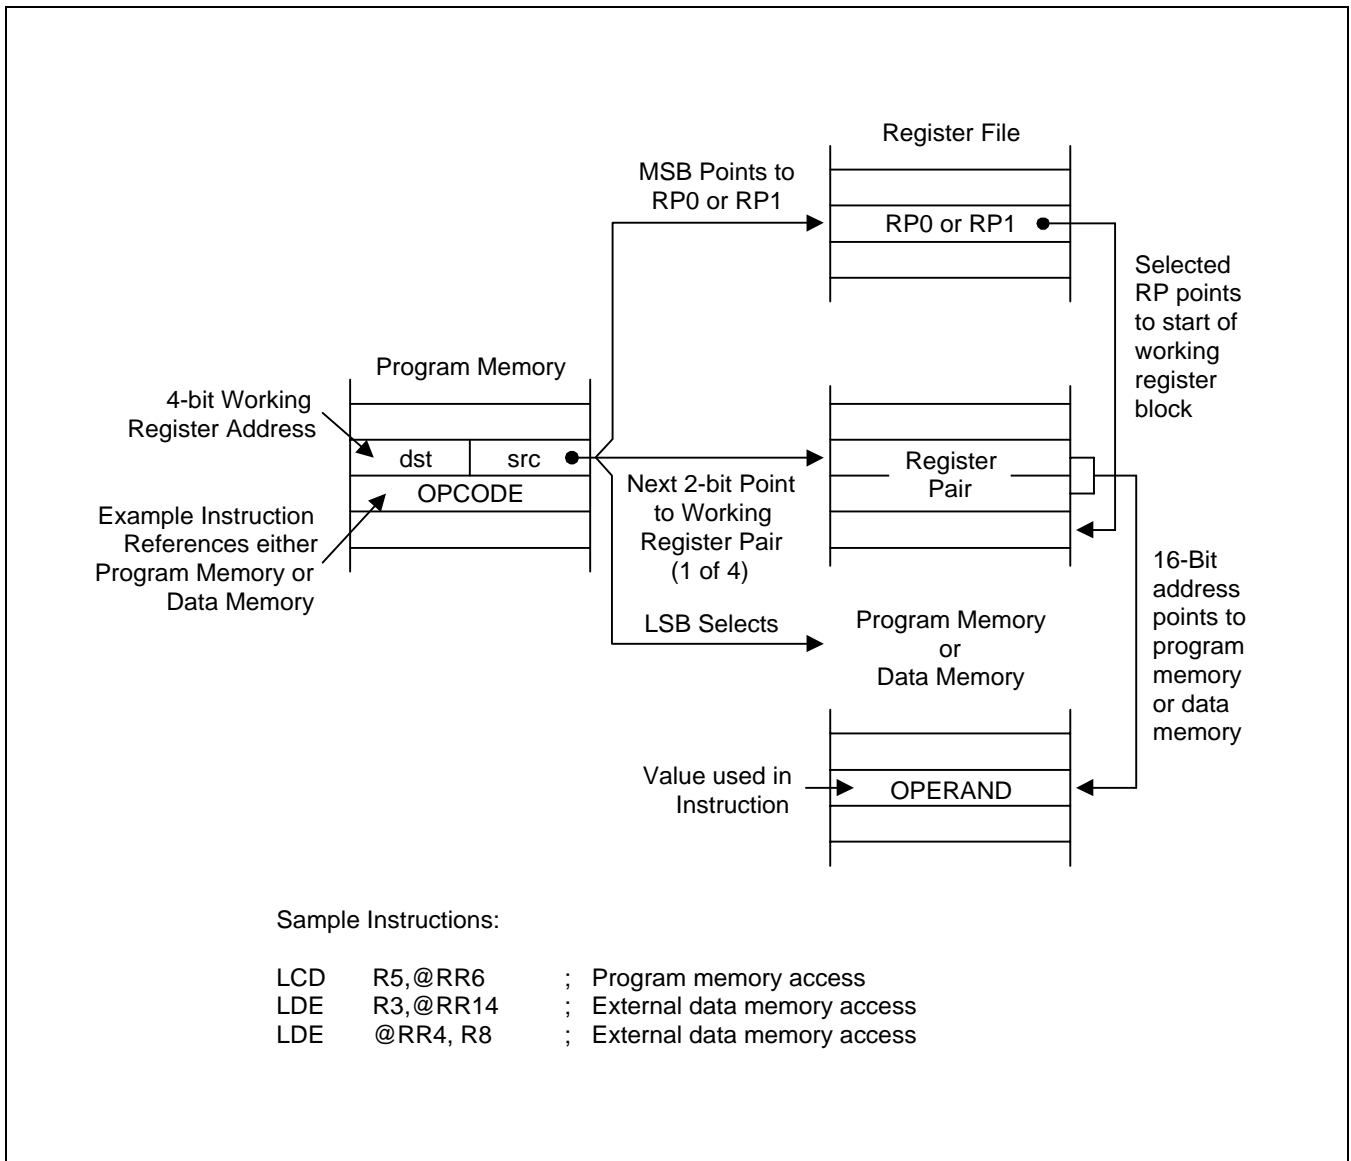 Register File
MSB Points to
RP0 or RP1
RP0 or RP1
Selected
RP points
to start of
working
register
block
Program Memory
4-bit Working
Register Address
dst src
OPCODE
Example Instruction
References either
Program Memory or
Data Memory
Next 2-bit Point
to Working
Register Pair
(1 of 4)
Register
Pair
LSB Selects
Program Memory
or
Data Memory
16-Bit
address
points to
program
memory
or data
memory
Value used in
Instruction
OPERAND
Sample Instructions:
LCD R5,@RR6 ; Program memory access
LDE R3,@RR14 ; External data memory access
LDE @RR4, R8 ; External data memory access